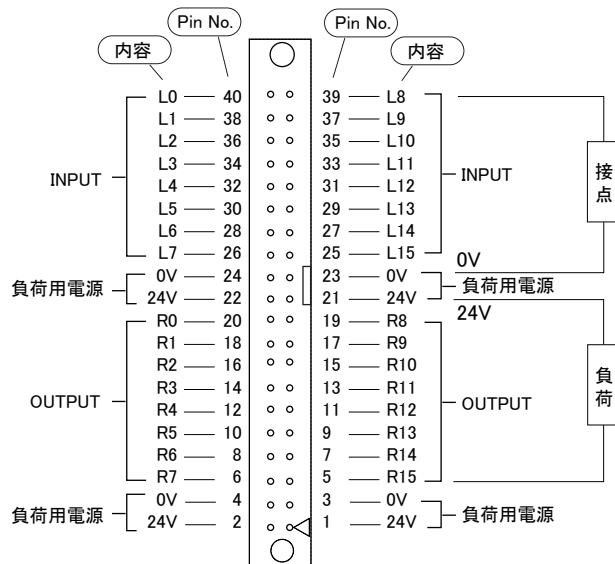 Pin No. Pin No.
内容 内容
L0 40 39 L8
L1 38 37 L9
L2 36 35 L10
L3 34 33 L11
L4 32 31 L12
L5 30 29 L13
L6 28 27 L14
L7 26 25 L15
INPUT INPUT
接点
0V
0V 24 23 0V
24V 22 21 24V
負荷用電源 負荷用電源
24V
R0 20 19 R8
R1 18 17 R9
R2 16 15 R10
R3 14 13 R11
R4 12 11 R12
R5 10 9 R13
R6 8 7 R14
R7 6 5 R15
OUTPUT OUTPUT
負荷
0V 4 3 0V
24V 2 1 24V
負荷用電源 負荷用電源